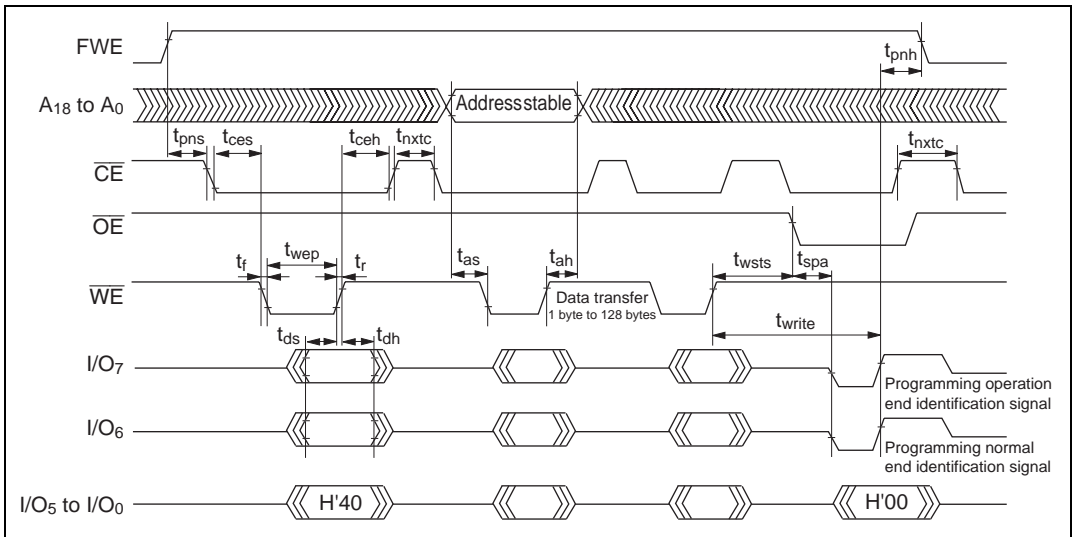 FWE
tpnh
A18 to A0
Addressstable
tpns
tces
tceh
tnxtc
tnxtc
CE
OE
tf
twep
tr
tas
tah
twsts
tspa
WE
Data transfer
1 byte to 128 bytes
twrite
tds
tdh
I/O7
Programming operation
end identification signal
I/O6
Programming normal
end identification signal
I/O5 to I/O0
H'40
H'00